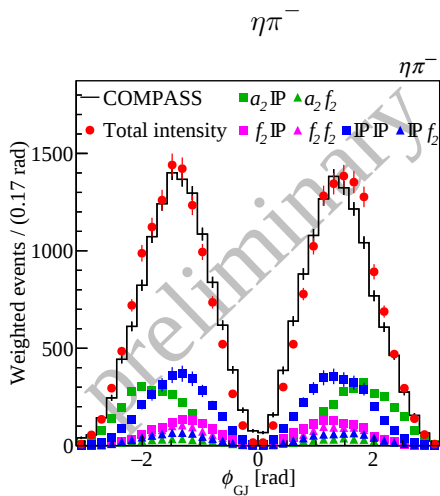 ηπ⁻
ηπ⁻
COMPASS a₂ℙ a₂f₂
Total intensity f₂ℙ f₂f₂ ℙℙ ℙf₂
Weighted events / (0.17 rad)
1500
1000
500
0
−2 0 2
ϕ_GJ [rad]
preliminary